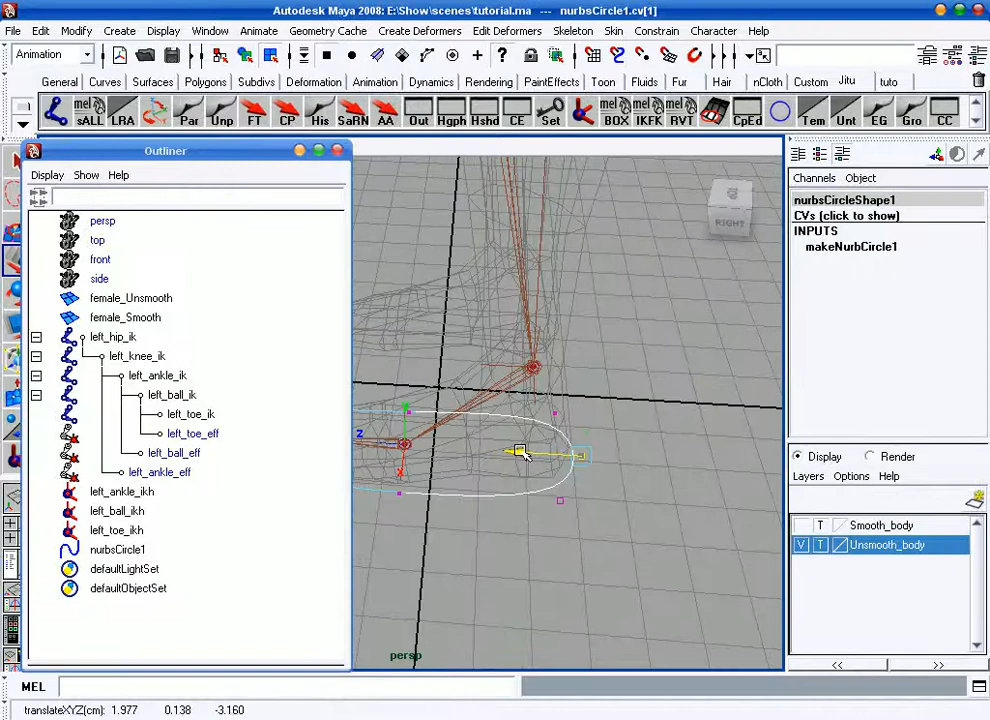 Autodesk Maya 2008: E:\Show\scenes\tutorial.ma --- nurbsCircle1.cv[1]
File Edit Modify Create Display Window Animate Geometry Cache Create Deformers Edit Deformers Skeleton Skin Constrain Character Help
Animation
General Curves Surfaces Polygons Subdivs Deformation Animation Dynamics Rendering PaintEffects Toon Fluids Fur Hair nCloth Custom Jitu tuto
mel sALL LRA Par Unp FT CP His SaRN AA Out Hgph Hshd CE Set mel BOX mel IKFK mel RVT CpEd Tem Unt EG Gro CC
Outliner
Display Show Help
persp
top
front
side
female_Unsmooth
female_Smooth
left_hip_ik
left_knee_ik
left_ankle_ik
left_ball_ik
left_toe_ik
left_toe_eff
left_ball_eff
left_ankle_eff
left_ankle_ikh
left_ball_ikh
left_toe_ikh
nurbsCircle1
defaultLightSet
defaultObjectSet
RIGHT
z
x
persp
Channels Object
nurbsCircleShape1
CVs (click to show)
INPUTS
makeNurbCircle1
Display Render
Layers Options Help
T Smooth_body
V T Unsmooth_body
<< >>
MEL
translateXYZ(cm): 1.977 0.138 -3.160